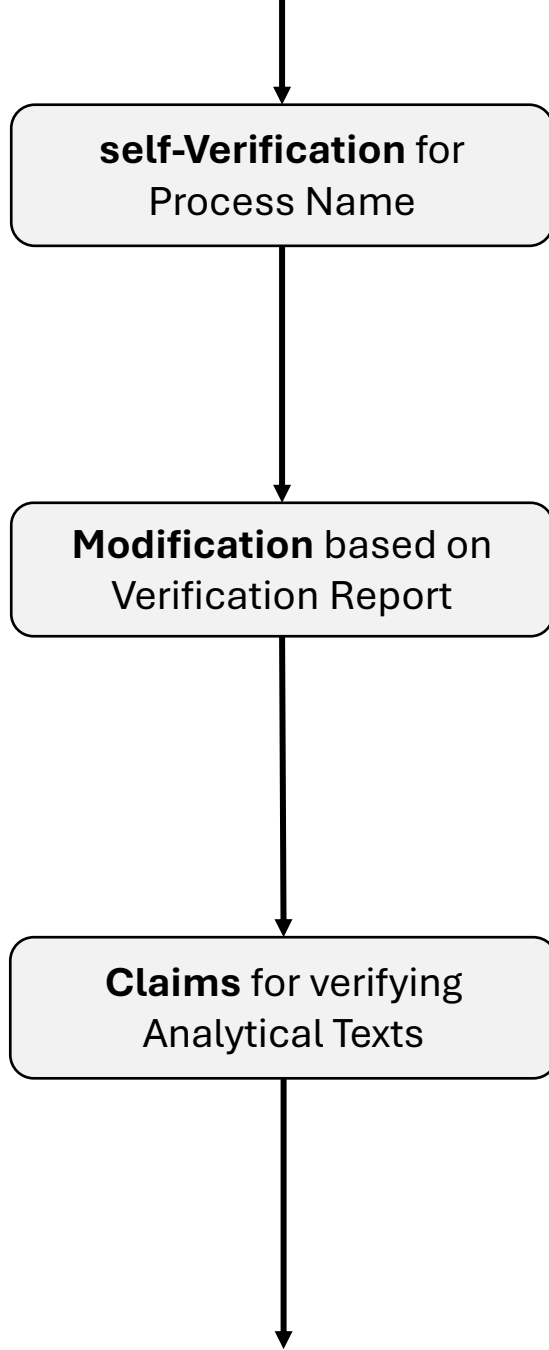 self-Verification for
Process Name
Modification based on
Verification Report
Claims for verifying
Analytical Texts